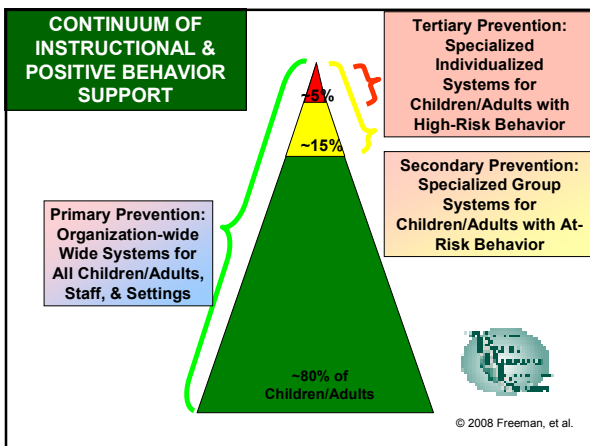 CONTINUUM OF
INSTRUCTIONAL &
POSITIVE BEHAVIOR
SUPPORT
Tertiary Prevention:
Specialized
Individualized
Systems for
Children/Adults with
High-Risk Behavior
~5%
~15%
Secondary Prevention:
Specialized Group
Systems for
Children/Adults with At-
Risk Behavior
Primary Prevention:
Organization-wide
Wide Systems for
All Children/Adults,
Staff, & Settings
~80% of
Children/Adults
© 2008 Freeman, et al.